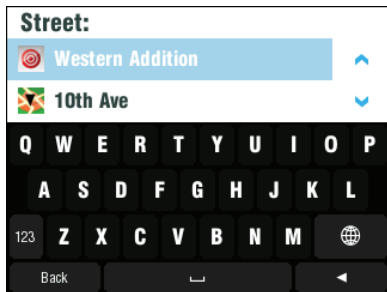 Street:
Western Addition
10th Ave
Q W E R T Y U I O P
A S D F G H J K L
123 Z X C V B N M
Back